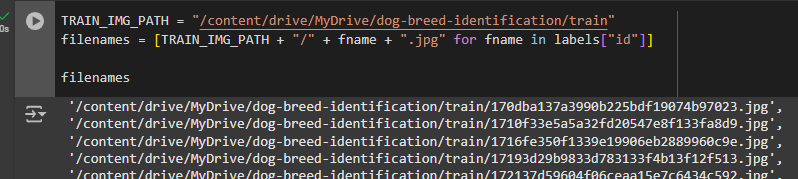 0s
TRAIN_IMG_PATH = "/content/drive/MyDrive/dog-breed-identification/train"
filenames = [TRAIN_IMG_PATH + "/" + fname + ".jpg" for fname in labels["id"]]
filenames
'/content/drive/MyDrive/dog-breed-identification/train/170dba137a3990b225bdf19074b97023.jpg',
'/content/drive/MyDrive/dog-breed-identification/train/1710f33e5a5a32fd20547e8f133fa8d9.jpg',
'/content/drive/MyDrive/dog-breed-identification/train/1716fe350f1339e19906eb2889960c9e.jpg',
'/content/drive/MyDrive/dog-breed-identification/train/17193d29b9833d783133f4b13f12f513.jpg',
'/content/drive/MyDrive/dog-breed-identification/train/172137d59604f06ceaa15e7c6434c592.jpg',